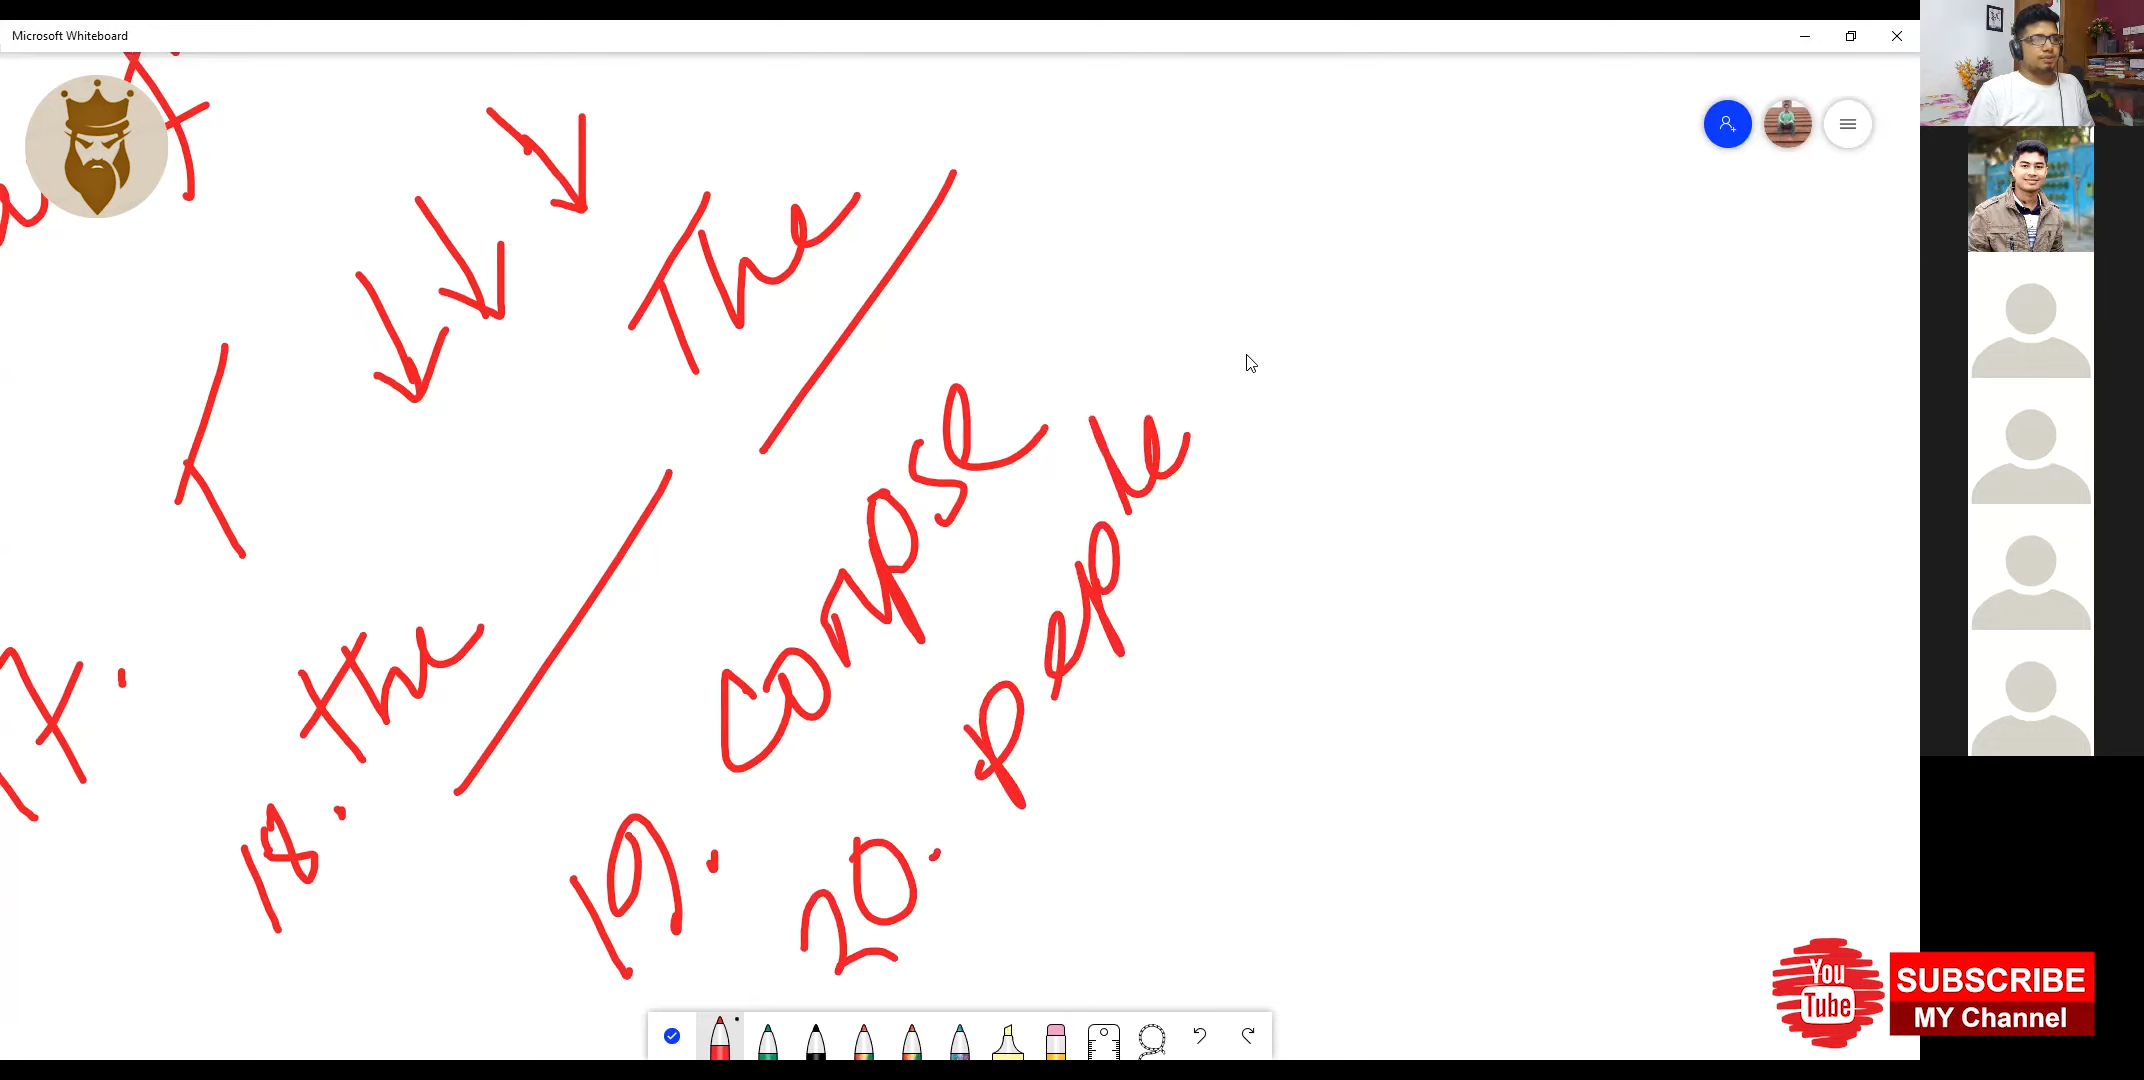 Microsoft Whiteboard
The
T
17.
18. the
19. corpse
20. people
You
Tube
SUBSCRIBE
MY Channel